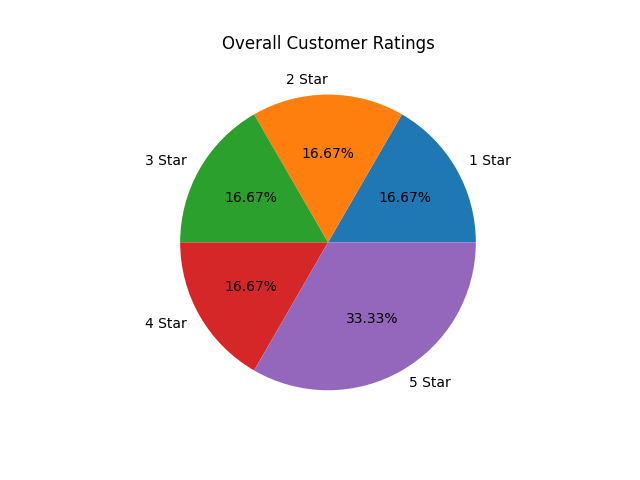 Overall Customer Ratings
2 Star
1 Star
3 Star
16.67%
16.67%
16.67%
16.67%
33.33%
4 Star
5 Star